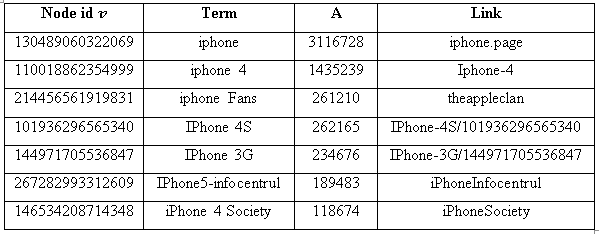 Node id v Term A Link
130489060322069 iphone 3116728 iphone.page
110018862354999 iphone 4 1435239 Iphone-4
214456561919831 iphone Fans 261210 theappleclan
101936296565340 IPhone 4S 262165 IPhone-4S/101936296565340
144971705536847 IPhone 3G 234676 IPhone-3G/144971705536847
267282993312609 IPhone5-infocentrul 189483 iPhoneInfocentrul
146534208714348 iPhone 4 Society 118674 iPhoneSociety